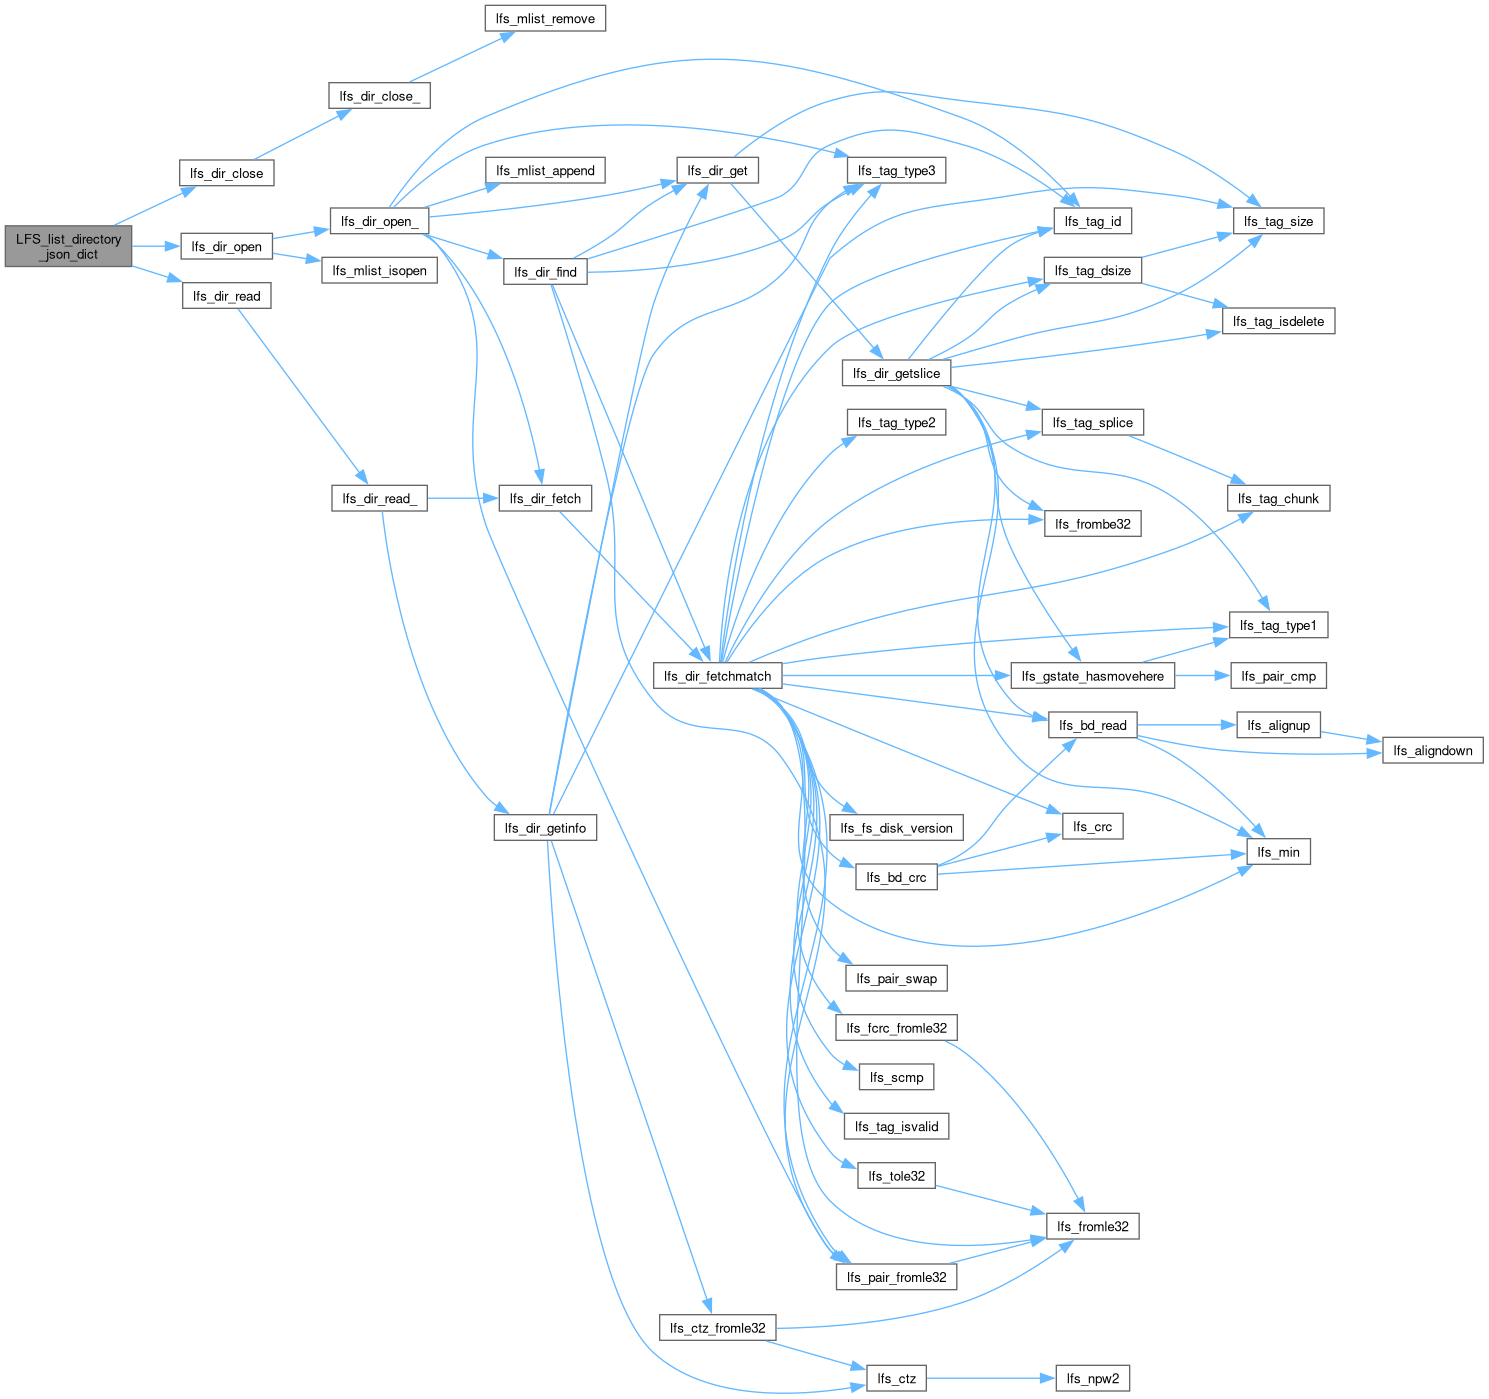 lfs_mlist_remove
lfs_dir_close_
lfs_dir_close
lfs_mlist_append
lfs_dir_get
lfs_tag_type3
LFS_list_directory
_json_dict
lfs_dir_open
lfs_dir_open_
lfs_tag_id
lfs_tag_size
lfs_mlist_isopen
lfs_dir_find
lfs_tag_dsize
lfs_dir_read
lfs_tag_isdelete
lfs_dir_getslice
lfs_tag_type2
lfs_tag_splice
lfs_dir_read_
lfs_dir_fetch
lfs_tag_chunk
lfs_frombe32
lfs_tag_type1
lfs_dir_fetchmatch
lfs_gstate_hasmovehere
lfs_pair_cmp
lfs_bd_read
lfs_alignup
lfs_aligndown
lfs_dir_getinfo
lfs_fs_disk_version
lfs_crc
lfs_min
lfs_bd_crc
lfs_pair_swap
lfs_fcrc_fromle32
lfs_scmp
lfs_tag_isvalid
lfs_tole32
lfs_fromle32
lfs_pair_fromle32
lfs_ctz_fromle32
lfs_ctz
lfs_npw2